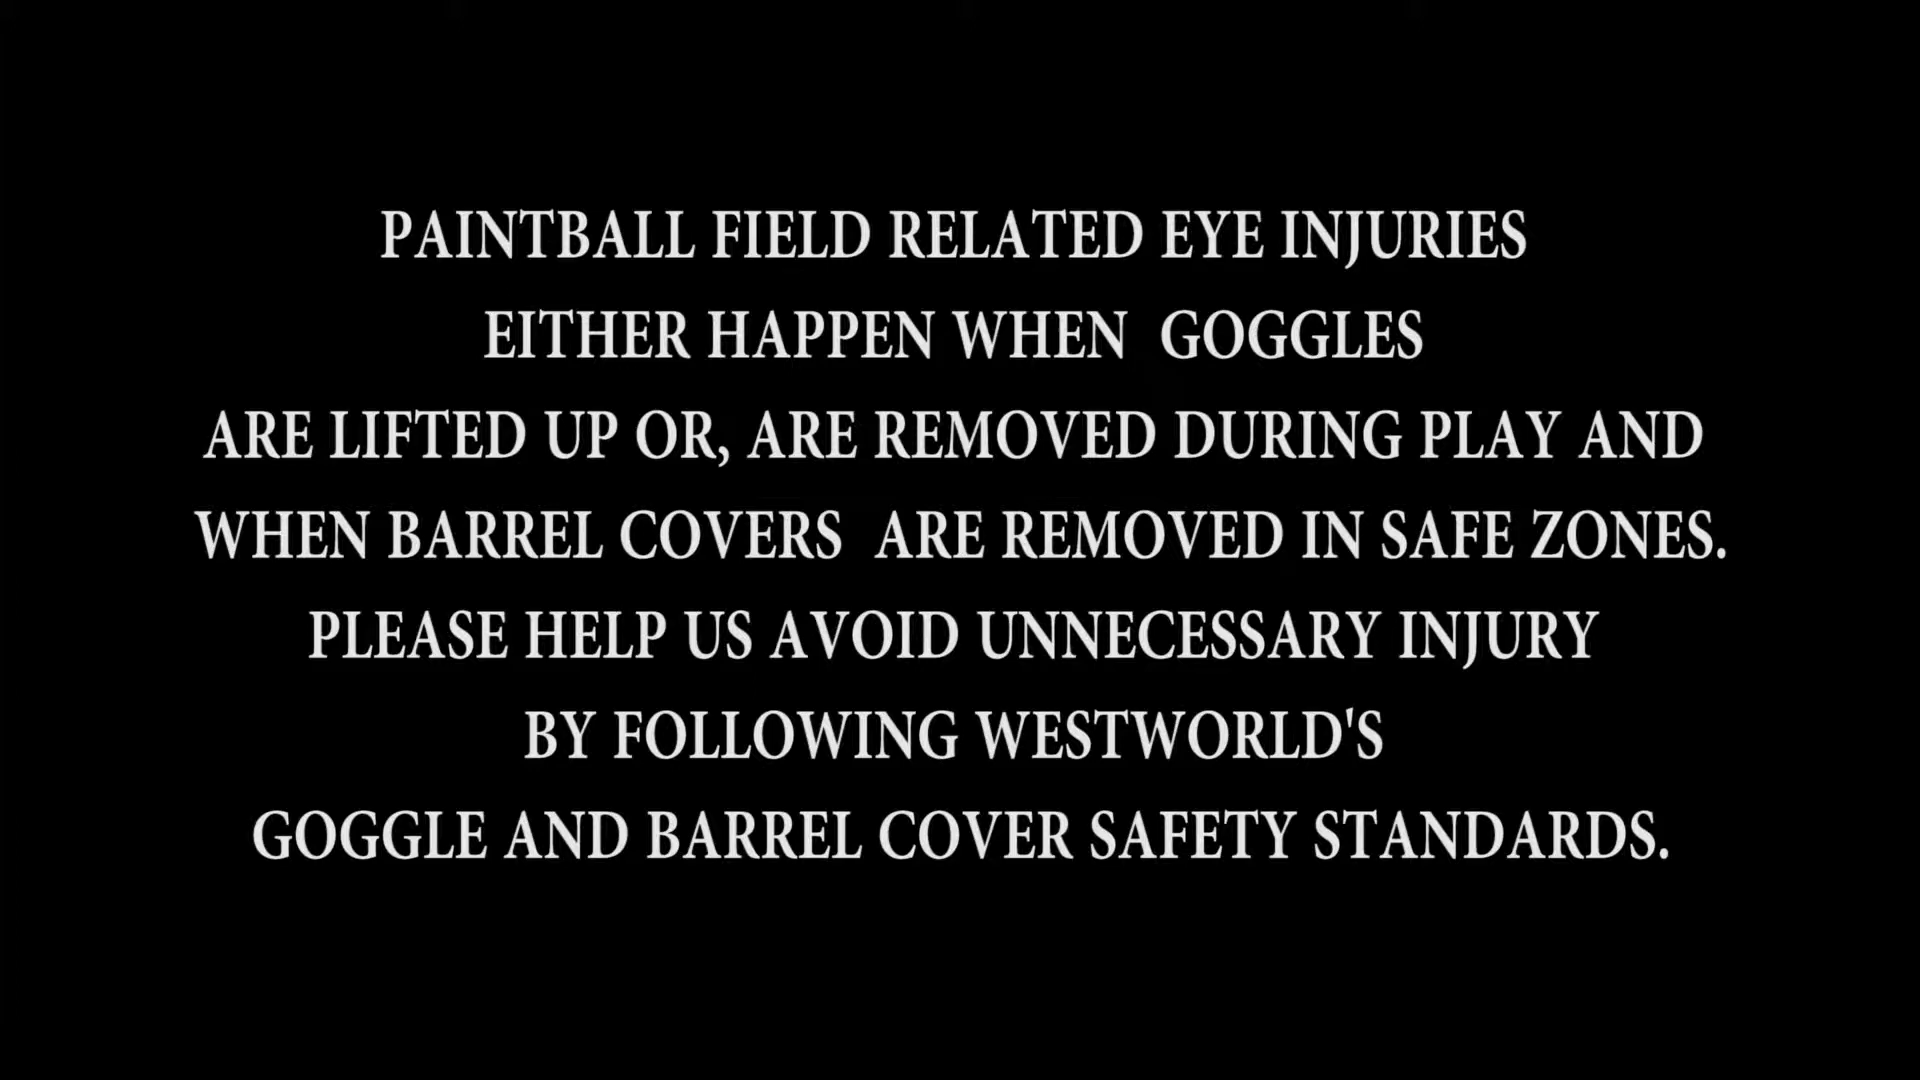 PAINTBALL FIELD RELATED EYE INJURIES
EITHER HAPPEN WHEN  GOGGLES
ARE LIFTED UP OR, ARE REMOVED DURING PLAY AND
WHEN BARREL COVERS  ARE REMOVED IN SAFE ZONES.
PLEASE HELP US AVOID UNNECESSARY INJURY
BY FOLLOWING WESTWORLD'S
GOGGLE AND BARREL COVER SAFETY STANDARDS.